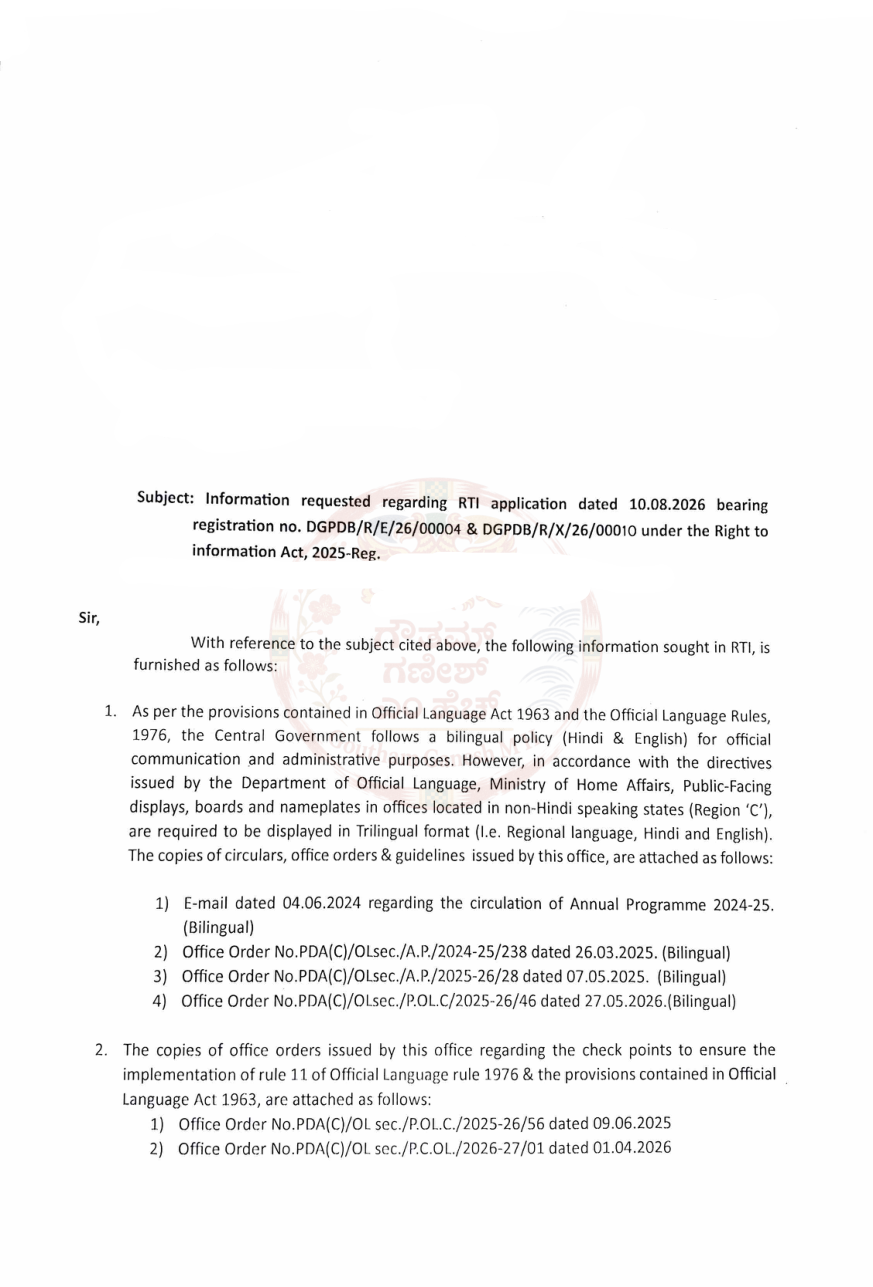 Subject: Information requested regarding RTI application dated 10.08.2026 bearing
registration no. DGPDB/R/E/26/00004 & DGPDB/R/X/26/00010 under the Right to
information Act, 2025-Reg.
Sir,
With reference to the subject cited above, the following information sought in RTI, is
furnished as follows:
ಗೌತಮ್
ಗಣೇಶ್
ಎಂ ಹೆಚ್
Gouthham Ganesh M H
1. As per the provisions contained in Official Language Act 1963 and the Official Language Rules,
1976, the Central Government follows a bilingual policy (Hindi & English) for official
communication and administrative purposes. However, in accordance with the directives
issued by the Department of Official Language, Ministry of Home Affairs, Public-Facing
displays, boards and nameplates in offices located in non-Hindi speaking states (Region ‘C’),
are required to be displayed in Trilingual format (I.e. Regional language, Hindi and English).
The copies of circulars, office orders & guidelines issued by this office, are attached as follows:
1) E-mail dated 04.06.2024 regarding the circulation of Annual Programme 2024-25.
(Bilingual)
2) Office Order No.PDA(C)/OLsec./A.P./2024-25/238 dated 26.03.2025. (Bilingual)
3) Office Order No.PDA(C)/OLsec./A.P./2025-26/28 dated 07.05.2025. (Bilingual)
4) Office Order No.PDA(C)/OLsec./P.OL.C/2025-26/46 dated 27.05.2026.(Bilingual)
2. The copies of office orders issued by this office regarding the check points to ensure the
implementation of rule 11 of Official Language rule 1976 & the provisions contained in Official
Language Act 1963, are attached as follows:
1) Office Order No.PDA(C)/OL sec./P.OL.C./2025-26/56 dated 09.06.2025
2) Office Order No.PDA(C)/OL sec./P.C.OL./2026-27/01 dated 01.04.2026